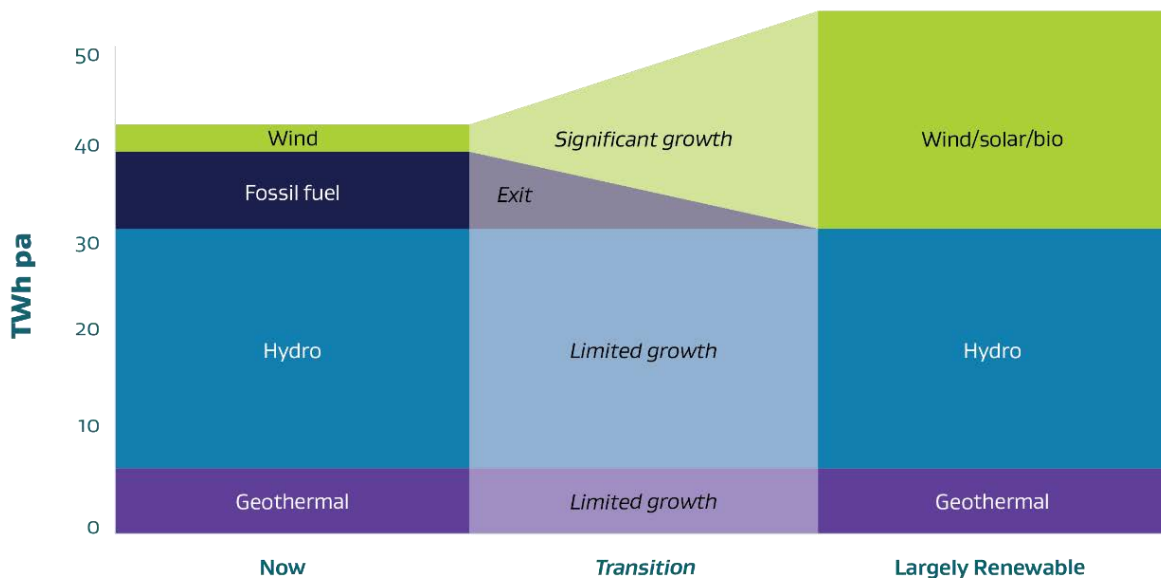 50
40
30
20
10
0
TWh pa
Wind
Fossil fuel
Hydro
Geothermal
Significant growth
Exit
Limited growth
Limited growth
Wind/solar/bio
Hydro
Geothermal
Now
Transition
Largely Renewable